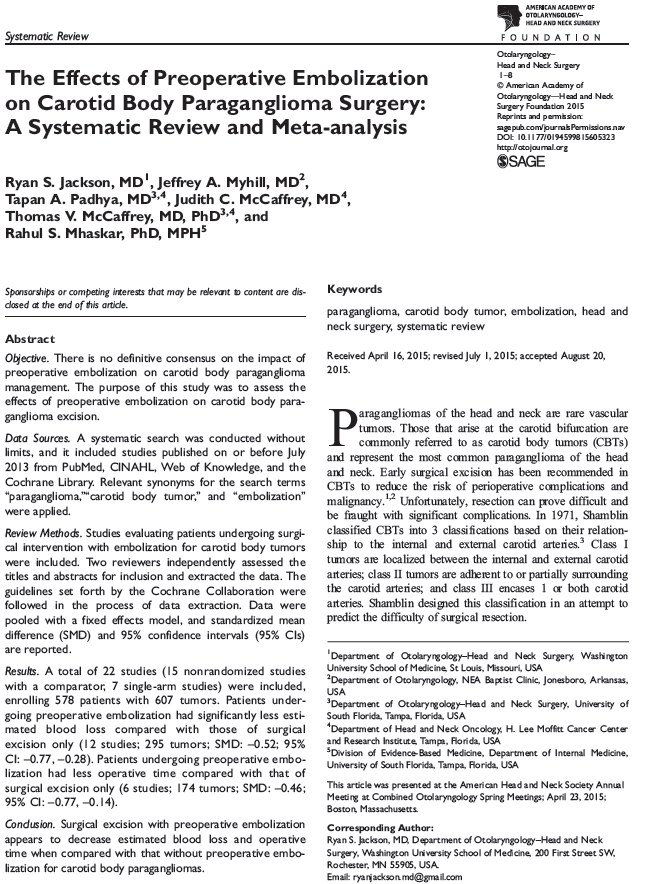 AMERICAN ACADEMY OF
OTOLARYNGOLOGY–
HEAD AND NECK SURGERY
FOUNDATION
Systematic Review
Otolaryngology–
Head and Neck Surgery
1–8
© American Academy of
Otolaryngology—Head and Neck
Surgery Foundation 2015
Reprints and permission:
sagepub.com/journalsPermissions.nav
DOI: 10.1177/0194599815605323
http://otojournal.org
SAGE
The Effects of Preoperative Embolization
on Carotid Body Paraganglioma Surgery:
A Systematic Review and Meta-analysis
Ryan S. Jackson, MD1, Jeffrey A. Myhill, MD2,
Tapan A. Padhya, MD3,4, Judith C. McCaffrey, MD4,
Thomas V. McCaffrey, MD, PhD3,4, and
Rahul S. Mhaskar, PhD, MPH5
Sponsorships or competing interests that may be relevant to content are dis-
closed at the end of this article.
Abstract
Objective. There is no definitive consensus on the impact of
preoperative embolization on carotid body paraganglioma
management. The purpose of this study was to assess the
effects of preoperative embolization on carotid body para-
ganglioma excision.
Data Sources. A systematic search was conducted without
limits, and it included studies published on or before July
2013 from PubMed, CINAHL, Web of Knowledge, and the
Cochrane Library. Relevant synonyms for the search terms
“paraganglioma,”“carotid body tumor,” and “embolization”
were applied.
Review Methods. Studies evaluating patients undergoing surgi-
cal intervention with embolization for carotid body tumors
were included. Two reviewers independently assessed the
titles and abstracts for inclusion and extracted the data. The
guidelines set forth by the Cochrane Collaboration were
followed in the process of data extraction. Data were
pooled with a fixed effects model, and standardized mean
difference (SMD) and 95% confidence intervals (95% CIs)
are reported.
Results. A total of 22 studies (15 nonrandomized studies
with a comparator, 7 single-arm studies) were included,
enrolling 578 patients with 607 tumors. Patients under-
going preoperative embolization had significantly less esti-
mated blood loss compared with those of surgical
excision only (12 studies; 295 tumors; SMD: –0.52; 95%
CI: –0.77, –0.28). Patients undergoing preoperative embo-
lization had less operative time compared with that of
surgical excision only (6 studies; 174 tumors; SMD: –0.46;
95% CI: –0.77, –0.14).
Conclusion. Surgical excision with preoperative embolization
appears to decrease estimated blood loss and operative
time when compared with that without preoperative embo-
lization for carotid body paragangliomas.
Keywords
paraganglioma, carotid body tumor, embolization, head and
neck surgery, systematic review
Received April 16, 2015; revised July 1, 2015; accepted August 20,
2015.
Paragangliomas of the head and neck are rare vascular
tumors. Those that arise at the carotid bifurcation are
commonly referred to as carotid body tumors (CBTs)
and represent the most common paraganglioma of the head
and neck. Early surgical excision has been recommended in
CBTs to reduce the risk of perioperative complications and
malignancy.1,2 Unfortunately, resection can prove difficult and
be fraught with significant complications. In 1971, Shamblin
classified CBTs into 3 classifications based on their relation-
ship to the internal and external carotid arteries.3 Class I
tumors are localized between the internal and external carotid
arteries; class II tumors are adherent to or partially surrounding
the carotid arteries; and class III encases 1 or both carotid
arteries. Shamblin designed this classification in an attempt to
predict the difficulty of surgical resection.
1Department of Otolaryngology–Head and Neck Surgery, Washington
University School of Medicine, St Louis, Missouri, USA
2Department of Otolaryngology, NEA Baptist Clinic, Jonesboro, Arkansas,
USA
3Department of Otolaryngology–Head and Neck Surgery, University of
South Florida, Tampa, Florida, USA
4Department of Head and Neck Oncology, H. Lee Moffitt Cancer Center
and Research Institute, Tampa, Florida, USA
5Division of Evidence-Based Medicine, Department of Internal Medicine,
University of South Florida, Tampa, Florida, USA
This article was presented at the American Head and Neck Society Annual
Meeting at Combined Otolaryngology Spring Meetings; April 23, 2015;
Boston, Massachusetts.
Corresponding Author:
Ryan S. Jackson, MD, Department of Otolaryngology–Head and Neck
Surgery, Washington University School of Medicine, 200 First Street SW,
Rochester, MN 55905, USA.
Email: ryanjackson.md@gmail.com